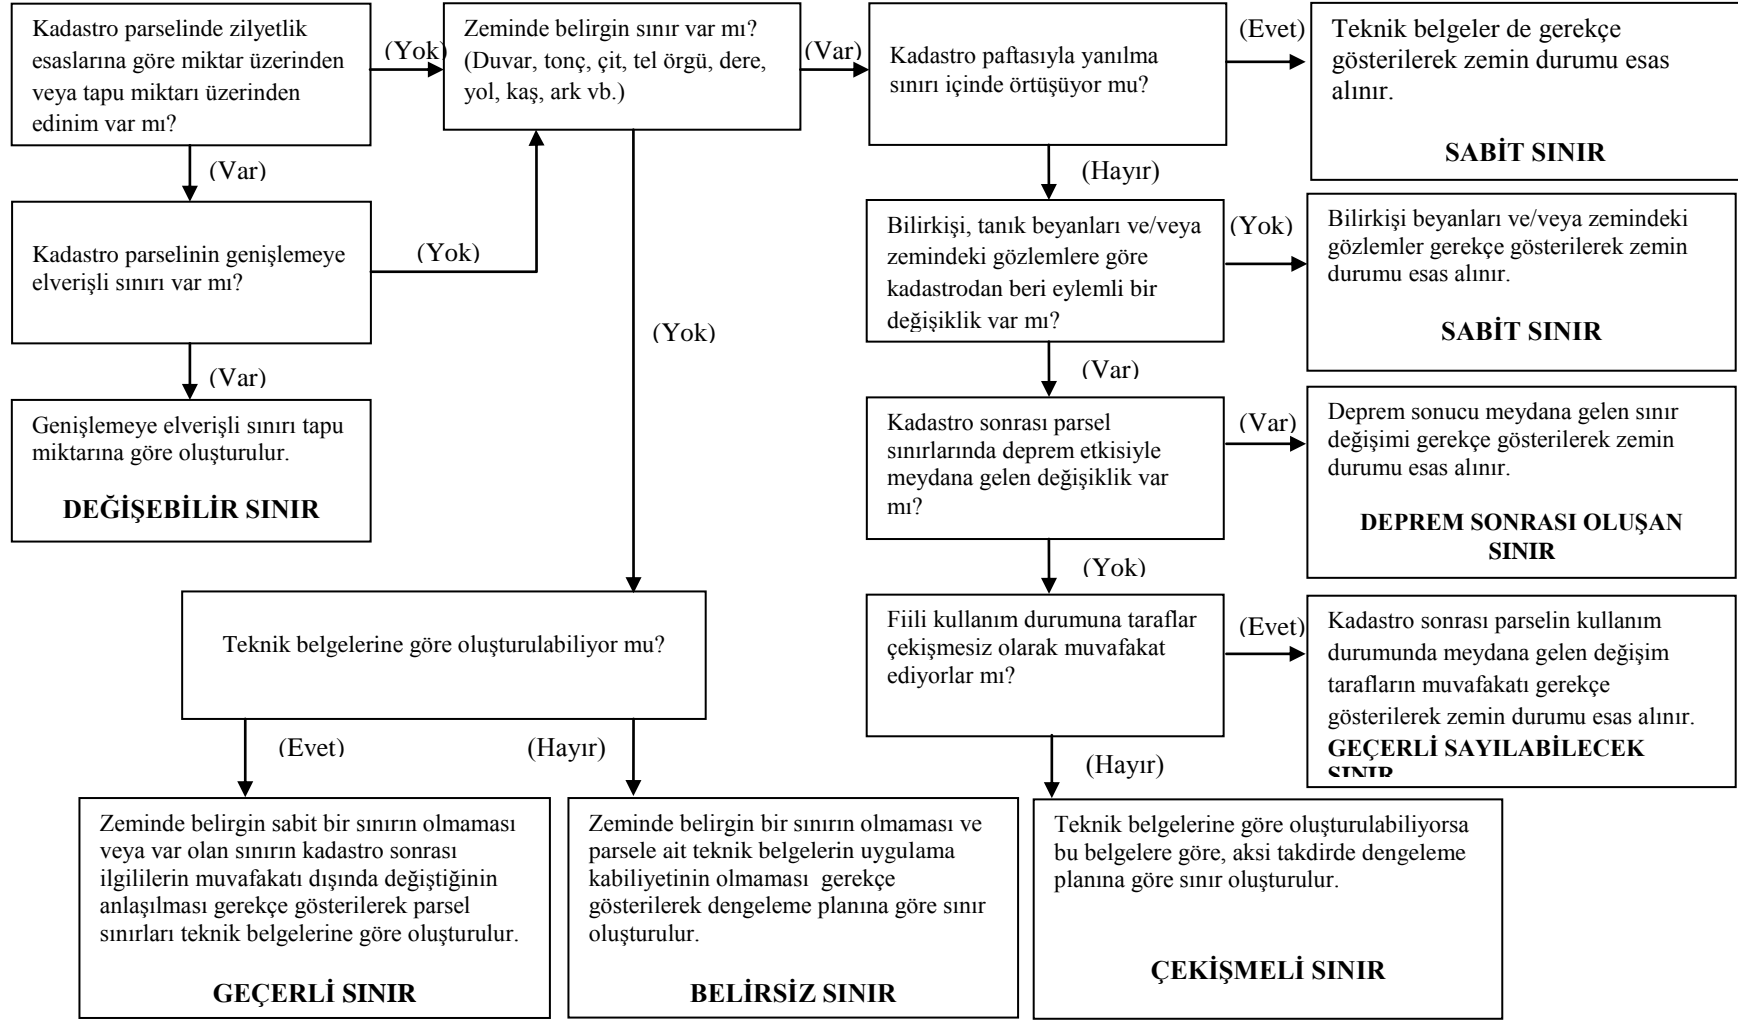 Kadastro parselinde zilyetlik
esaslarına göre miktar üzerinden
veya tapu miktarı üzerinden
edinim var mı?
(Yok)
Zeminde belirgin sınır var mı?
(Duvar, tonç, çit, tel örgü, dere,
yol, kaş, ark vb.)
(Var)
Kadastro paftasıyla yanılma
sınırı içinde örtüşüyor mu?
(Evet)
Teknik belgeler de gerekçe
gösterilerek zemin durumu esas
alınır.
SABİT SINIR
(Var)
(Hayır)
Kadastro parselinin genişlemeye
elverişli sınırı var mı?
(Yok)
Bilirkişi, tanık beyanları ve/veya
zemindeki gözlemlere göre
kadastrodan beri eylemli bir
değişiklik var mı?
(Yok)
Bilirkişi beyanları ve/veya zemindeki
gözlemler gerekçe gösterilerek zemin
durumu esas alınır.
SABİT SINIR
(Yok)
(Var)
(Var)
Genişlemeye elverişli sınırı tapu
miktarına göre oluşturulur.
DEĞİŞEBİLİR SINIR
Kadastro sonrası parsel
sınırlarında deprem etkisiyle
meydana gelen değişiklik var
mı?
(Var)
Deprem sonucu meydana gelen sınır
değişimi gerekçe gösterilerek zemin
durumu esas alınır.
DEPREM SONRASI OLUŞAN
SINIR
(Yok)
Teknik belgelerine göre oluşturulabiliyor mu?
Fiili kullanım durumuna taraflar
çekişmesiz olarak muvafakat
ediyorlar mı?
(Evet)
Kadastro sonrası parselin kullanım
durumunda meydana gelen değişim
tarafların muvafakatı gerekçe
gösterilerek zemin durumu esas alınır.
GEÇERLİ SAYILABİLECEK
SINIR
(Evet)
(Hayır)
(Hayır)
Zeminde belirgin sabit bir sınırın olmaması
veya var olan sınırın kadastro sonrası
ilgililerin muvafakatı dışında değiştiğinin
anlaşılması gerekçe gösterilerek parsel
sınırları teknik belgelerine göre oluşturulur.
GEÇERLİ SINIR
Zeminde belirgin bir sınırın olmaması ve
parsele ait teknik belgelerin uygulama
kabiliyetinin olmaması gerekçe
gösterilerek dengeleme planına göre sınır
oluşturulur.
BELİRSİZ SINIR
Teknik belgelerine göre oluşturulabiliyorsa
bu belgelere göre, aksi takdirde dengeleme
planına göre sınır oluşturulur.
ÇEKİŞMELİ SINIR